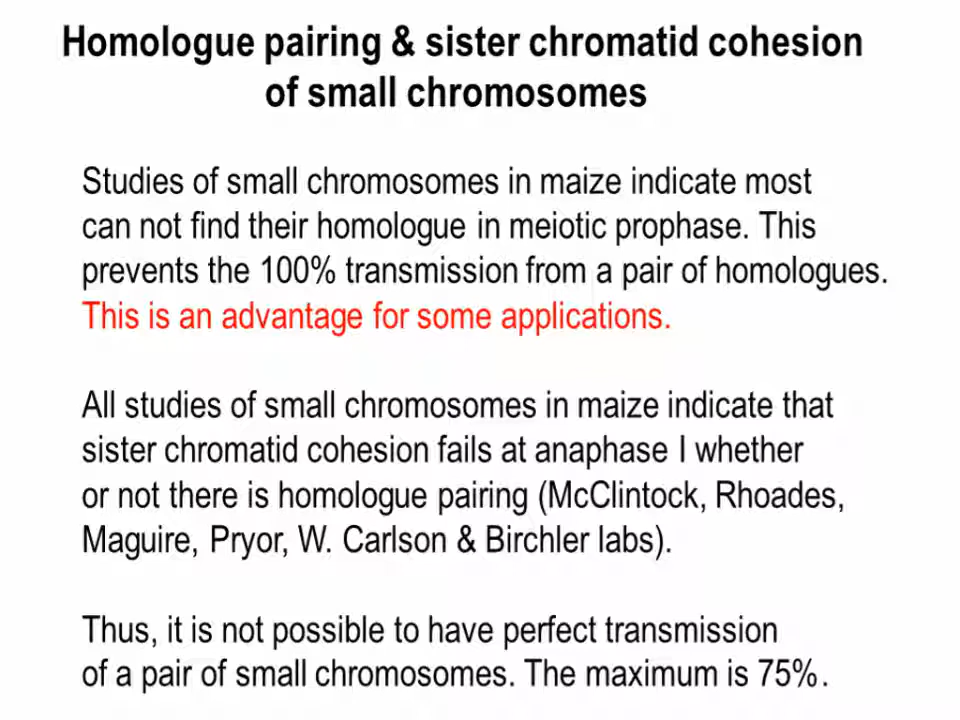 Homologue pairing & sister chromatid cohesion
of small chromosomes
Studies of small chromosomes in maize indicate most
can not find their homologue in meiotic prophase. This
prevents the 100% transmission from a pair of homologues.
This is an advantage for some applications.
All studies of small chromosomes in maize indicate that
sister chromatid cohesion fails at anaphase I whether
or not there is homologue pairing (McClintock, Rhoades,
Maguire, Pryor, W. Carlson & Birchler labs).
Thus, it is not possible to have perfect transmission
of a pair of small chromosomes. The maximum is 75%.